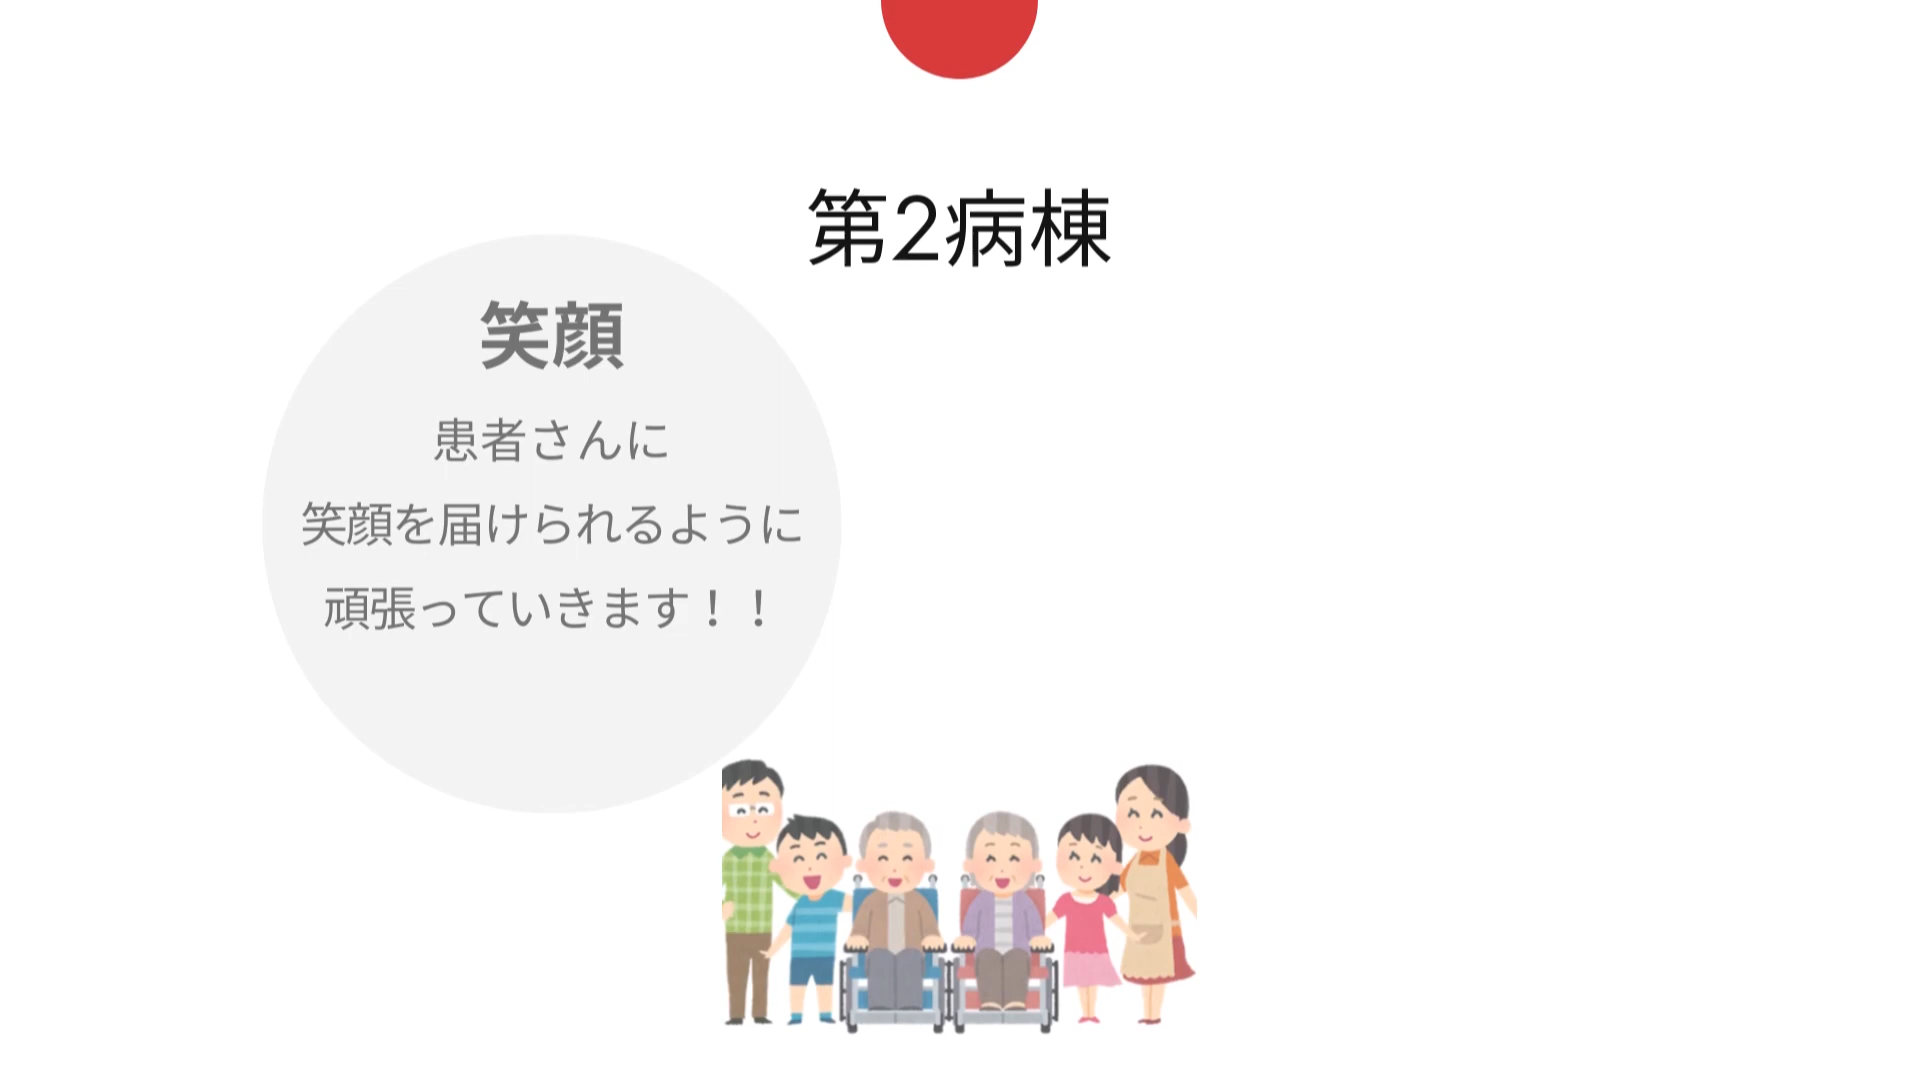 第2病棟
笑顔
患者さんに
笑顔を届けられるように
頑張っていきます！！